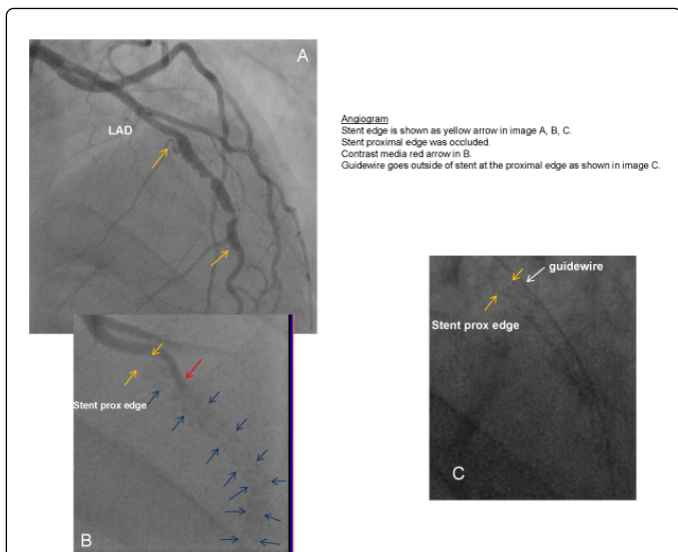 A
LAD
Angiogram
Stent edge is shown as yellow arrow in image A, B, C.
Stent proximal edge was occluded.
Contrast media red arrow in B.
Guidewire goes outside of stent at the proximal edge as shown in image C.
guidewire
Stent prox edge
C
Stent prox edge
B